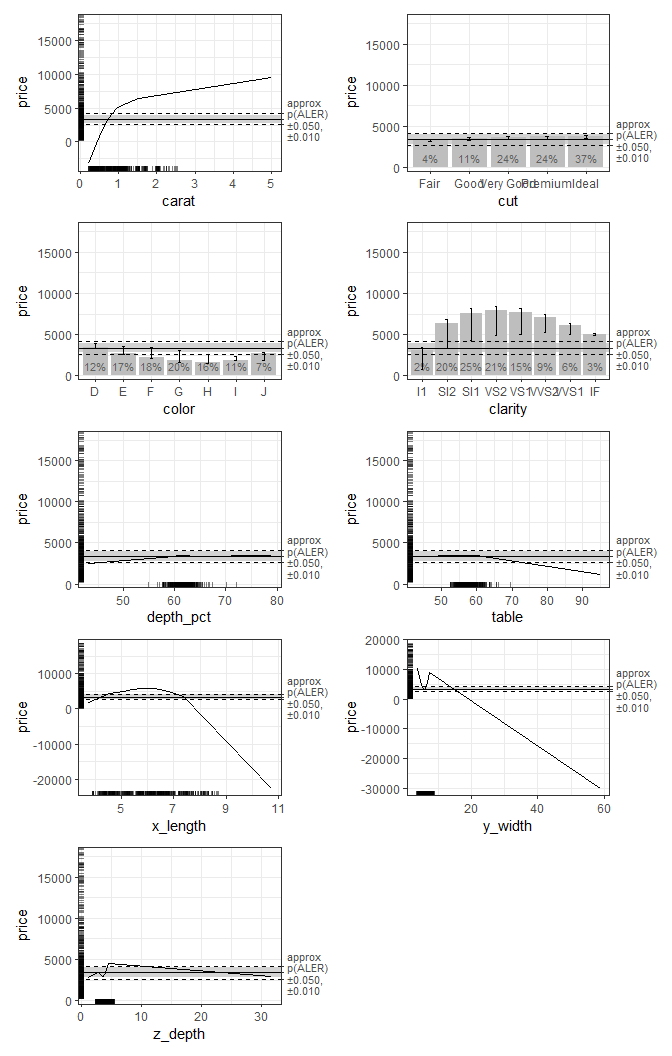 15000
10000
5000
0
price
approx
p(ALER)
±0.050,
±0.010
0 1 2 3 4 5
carat
15000
10000
5000
0
price
4% 11% 24% 24% 37%
approx
p(ALER)
±0.050,
±0.010
Fair Good Very Good Premium Ideal
cut
15000
10000
5000
0
price
12% 17% 18% 20% 16% 11% 7%
approx
p(ALER)
±0.050,
±0.010
D E F G H I J
color
15000
10000
5000
0
price
2% 20% 25% 21% 15% 9% 6% 3%
approx
p(ALER)
±0.050,
±0.010
I1 SI2 SI1 VS2 VS1 VVS2 VVS1 IF
clarity
15000
10000
5000
0
price
approx
p(ALER)
±0.050,
±0.010
50 60 70 80
depth_pct
15000
10000
5000
0
price
approx
p(ALER)
±0.050,
±0.010
50 60 70 80 90
table
10000
0
-10000
-20000
price
approx
p(ALER)
±0.050,
±0.010
5 7 9 11
x_length
20000
10000
0
-10000
-20000
-30000
price
approx
p(ALER)
±0.050,
±0.010
20 40 60
y_width
15000
10000
5000
0
price
approx
p(ALER)
±0.050,
±0.010
0 10 20 30
z_depth